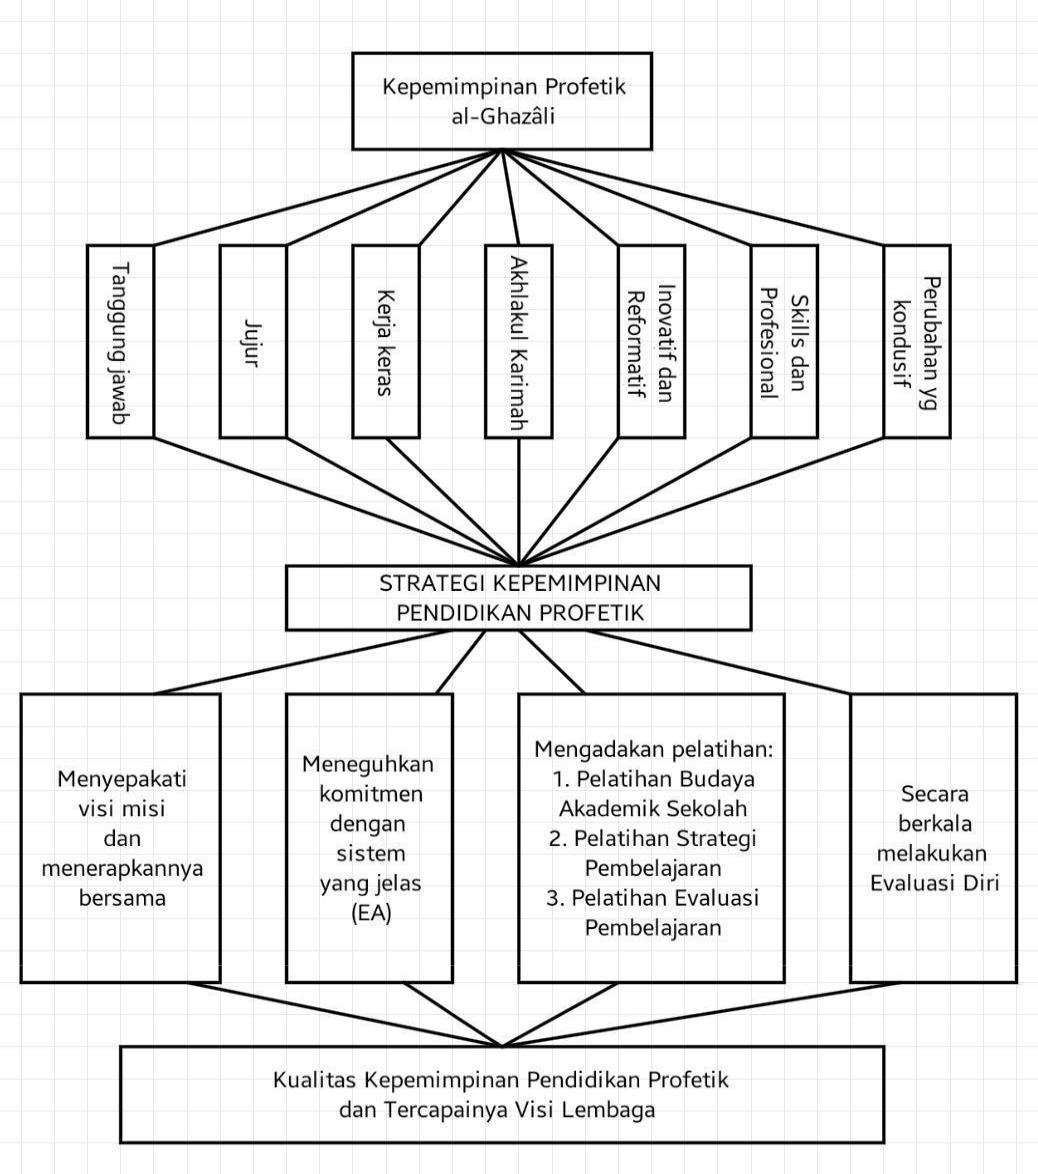 Kepemimpinan Profetik
al-Ghazâli
Tanggung jawab
Jujur
Kerja keras
Akhlakul Karimah
Inovatif dan
Reformatif
Skills dan
Profesional
Perubahan yg
kondusif
STRATEGI KEPEMIMPINAN
PENDIDIKAN PROFETIK
Menyepakati
visi misi
dan
menerapkannya
bersama
Meneguhkan
komitmen
dengan
sistem
yang jelas
(EA)
Mengadakan pelatihan:
1. Pelatihan Budaya
Akademik Sekolah
2. Pelatihan Strategi
Pembelajaran
3. Pelatihan Evaluasi
Pembelajaran
Secara
berkala
melakukan
Evaluasi Diri
Kualitas Kepemimpinan Pendidikan Profetik
dan Tercapainya Visi Lembaga